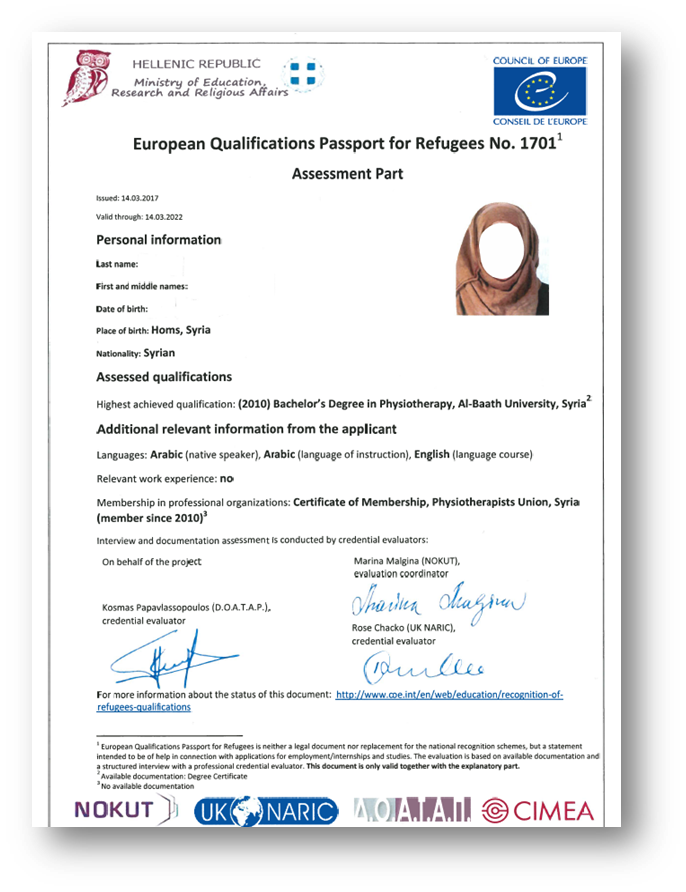 HELLENIC REPUBLIC
Ministry of Education,
Research and Religious Affairs
COUNCIL OF EUROPE
CONSEIL DE L'EUROPE
European Qualifications Passport for Refugees No. 1701¹
Assessment Part
Issued: 14.03.2017
Valid through: 14.03.2022
Personal information
Last name:
First and middle names:
Date of birth:
Place of birth: Homs, Syria
Nationality: Syrian
Assessed qualifications
Highest achieved qualification: (2010) Bachelor's Degree in Physiotherapy, Al-Baath University, Syria²
Additional relevant information from the applicant
Languages: Arabic (native speaker), Arabic (language of instruction), English (language course)
Relevant work experience: no
Membership in professional organizations: Certificate of Membership, Physiotherapists Union, Syria
(member since 2010)³
Interview and documentation assessment is conducted by credential evaluators:
On behalf of the project
Marina Malgina (NOKUT),
evaluation coordinator
Kosmas Papavlassopoulos (D.O.A.T.A.P.),
credential evaluator
Rose Chacko (UK NARIC),
credential evaluator
For more information about the status of this document: http://www.coe.int/en/web/education/recognition-of-
refugees-qualifications
¹ European Qualifications Passport for Refugees is neither a legal document nor replacement for the national recognition schemes, but a statement
intended to be of help in connection with applications for employment/internships and studies. The evaluation is based on available documentation and
a structured interview with a professional credential evaluator. This document is only valid together with the explanatory part.
² Available documentation: Degree Certificate
³ No available documentation
NOKUT
UK NARIC
Δ.Ο.Α.Τ.Α.Π.
CIMEA